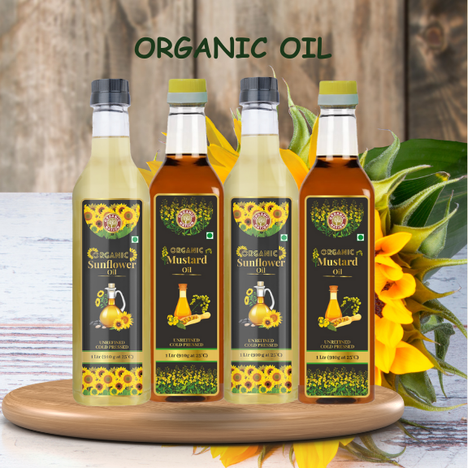 ORGANIC OIL
ORGANIC
Sunflower
Oil
UNREFINED
COLD PRESSED
ORGANIC
Mustard
Oil
UNREFINED
COLD PRESSED
ORGANIC
Sunflower
Oil
UNREFINED
COLD PRESSED
ORGANIC
Mustard
Oil
UNREFINED
COLD PRESSED